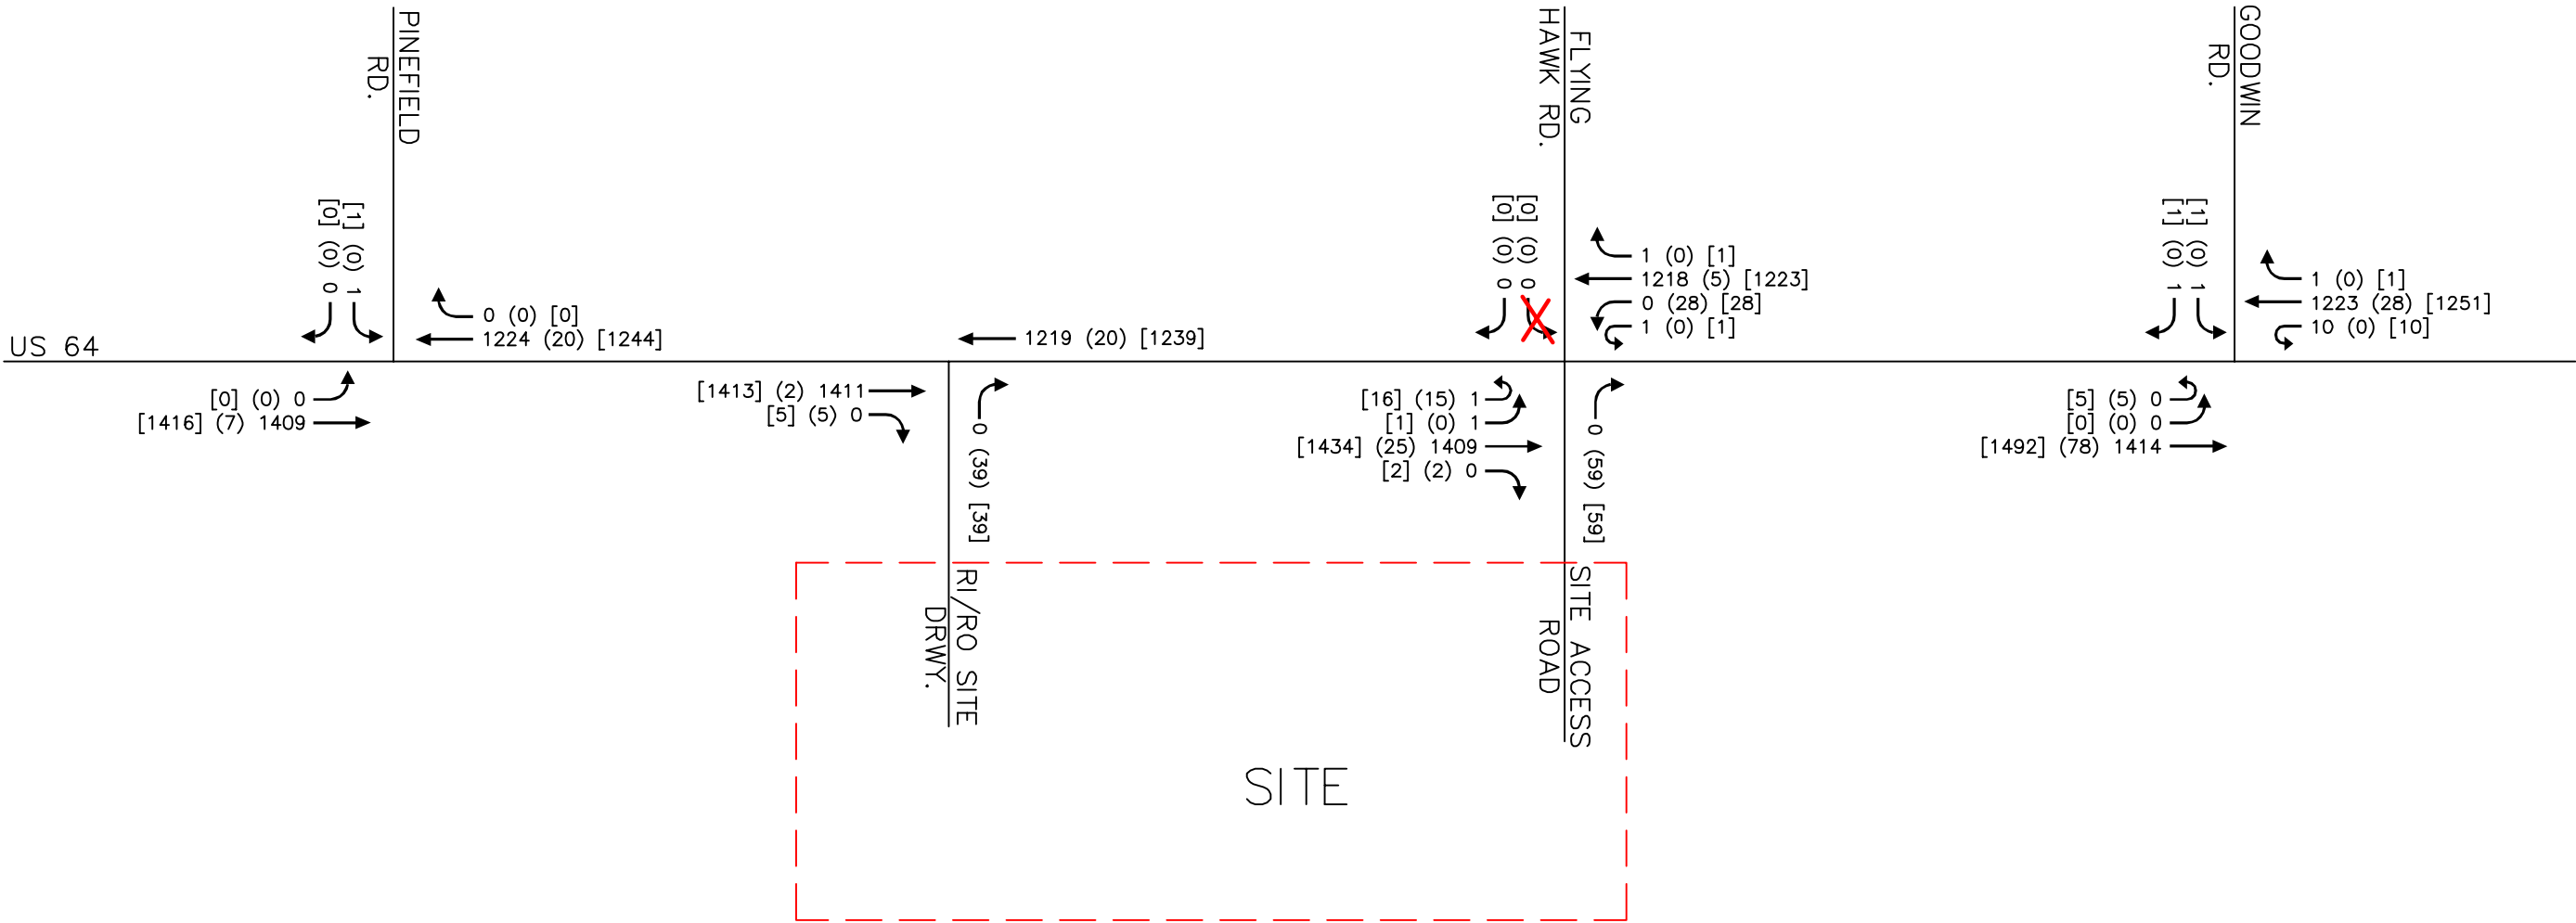 PINEFIELD
RD.
[1] (0) 1
[0] (0) 0
0 (0) [0]
1224 (20) [1244]
US 64
[0] (0) 0
[1416] (7) 1409
1219 (20) [1239]
[1413] (2) 1411
[5] (5) 0
0 (39) [39]
RI/RO SITE
DRWY.
FLYING
HAWK RD.
[0] (0) 0
[0] (0) 0
1 (0) [1]
1218 (5) [1223]
0 (28) [28]
1 (0) [1]
[16] (15) 1
[1] (0) 1
[1434] (25) 1409
[2] (2) 0
0 (59) [59]
SITE ACCESS
ROAD
SITE
GOODWIN
RD.
[1] (0) 1
[1] (0) 1
1 (0) [1]
1223 (28) [1251]
10 (0) [10]
[5] (5) 0
[0] (0) 0
[1492] (78) 1414